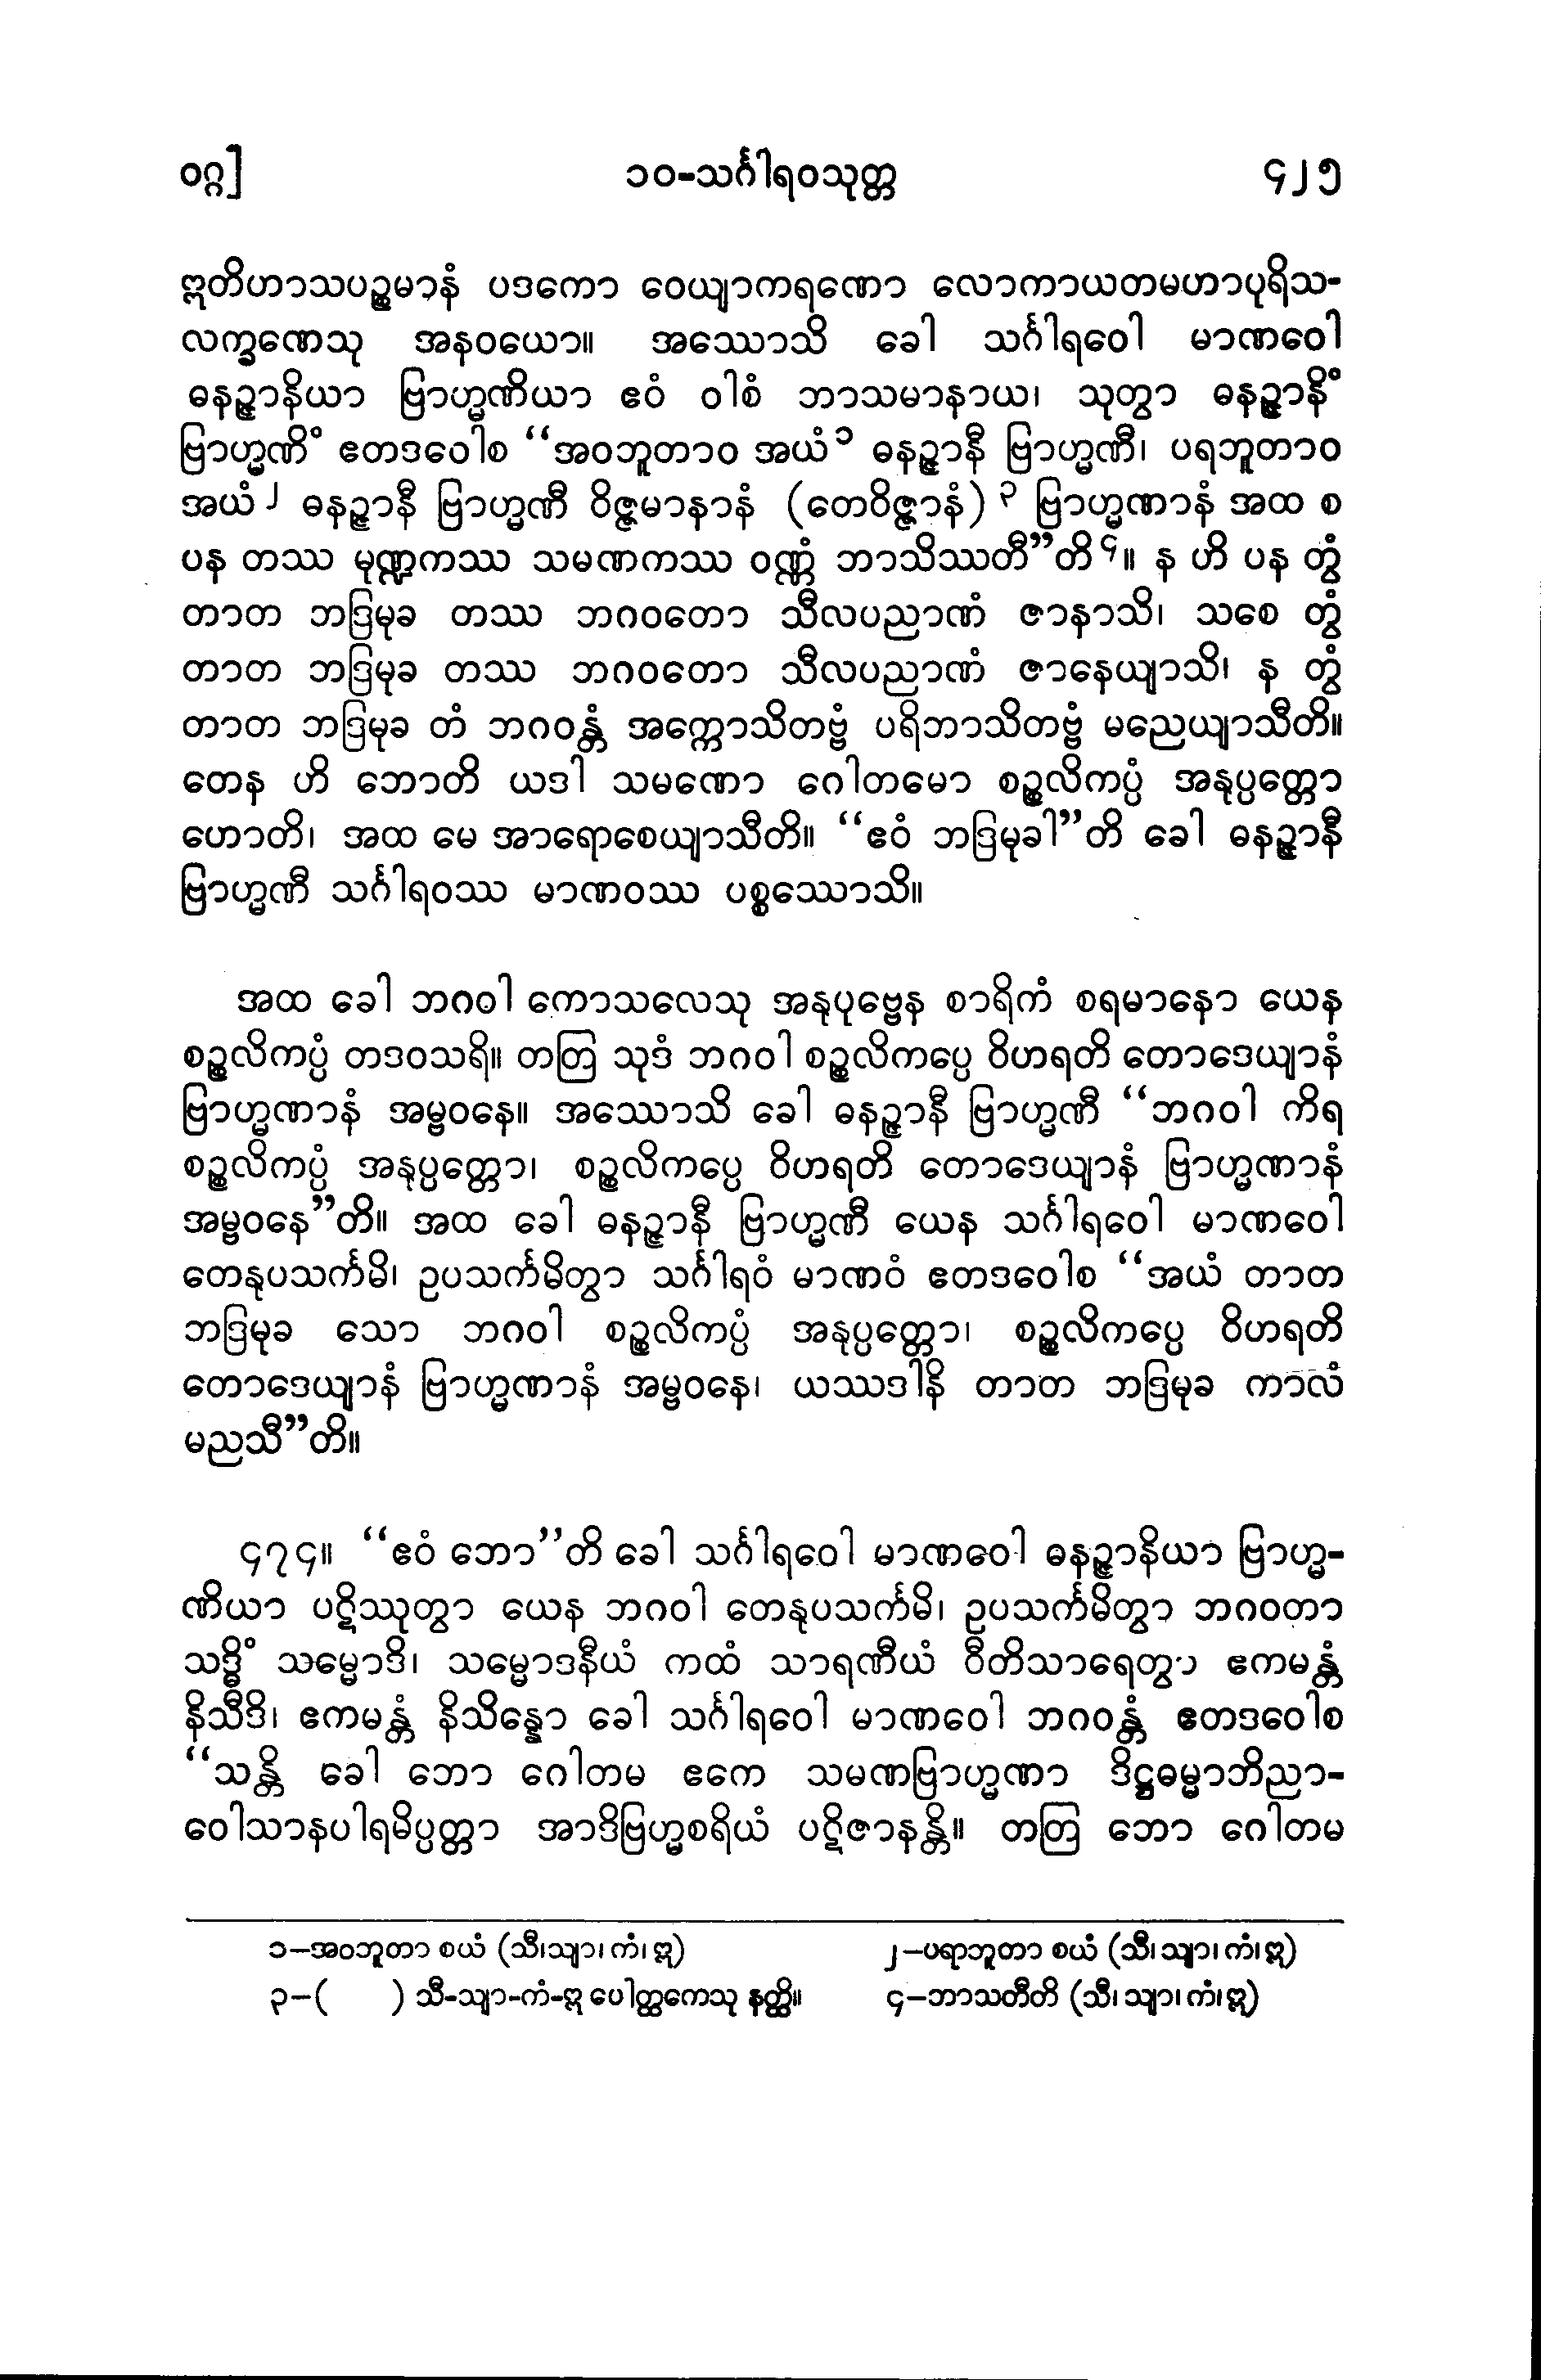 ဝဂ္ဂ]                ၁ဝ-သင်္ဂါရဝသုတ္တ                ၄၂၅
ဣတိဟာသပဉ္စမာနံ ပဒကော ဝေယျာကရဏော လောကာယတမဟာပုရိသ-
လက္ခဏေသု အနဝယော။ အဿောသိ ခေါ သင်္ဂါရဝေါ မာဏဝေါ
ဓနဉ္ဇာနိယာ ဗြာဟ္မဏိယာ ဧဝံ ဝါစံ ဘာသမာနာယ၊ သုတွာ ဓနဉ္ဇာနိံ
ဗြာဟ္မဏိံ ဧတဒဝေါစ “အဝဘူတာဝ အယံ၁ ဓနဉ္ဇာနီ ဗြာဟ္မဏီ၊ ပရဘူတာဝ
အယံ၂ ဓနဉ္ဇာနီ ဗြာဟ္မဏီ ဝိဇ္ဇမာနာနံ (တေဝိဇ္ဇာနံ)၃ ဗြာဟ္မဏာနံ အထ စ
ပန တဿ မုဏ္ဍကဿ သမဏကဿ ဝဏ္ဏံ ဘာသိဿတီ”တိ၄။ န ဟိ ပန တွံ
တာတ ဘဒြမုခ တဿ ဘဂဝတော သီလပညာဏံ ဇာနာသိ၊ သစေ တွံ
တာတ ဘဒြမုခ တဿ ဘဂဝတော သီလပညာဏံ ဇာနေယျာသိ၊ န တွံ
တာတ ဘဒြမုခ တံ ဘဂဝန္တံ အက္ကောသိတဗ္ဗံ ပရိဘာသိတဗ္ဗံ မညေယျာသီတိ။
တေန ဟိ ဘောတိ ယဒါ သမဏော ဂေါတမော စဉ္စလိကပ္ပံ အနုပ္ပတ္တော
ဟောတိ၊ အထ မေ အာရောစေယျာသီတိ။ “ဧဝံ ဘဒြမုခါ”တိ ခေါ ဓနဉ္ဇာနီ
ဗြာဟ္မဏီ သင်္ဂါရဝဿ မာဏဝဿ ပစ္စဿောသိ။
အထ ခေါ ဘဂဝါ ကောသလေသု အနုပုဗ္ဗေန စာရိကံ စရမာနော ယေန
စဉ္စလိကပ္ပံ တဒဝသရိ။ တတြ သုဒံ ဘဂဝါ စဉ္စလိကပ္ပေ ဝိဟရတိ တောဒေယျာနံ
ဗြာဟ္မဏာနံ အမ္ဗဝနေ။ အဿောသိ ခေါ ဓနဉ္ဇာနီ ဗြာဟ္မဏီ “ဘဂဝါ ကိရ
စဉ္စလိကပ္ပံ အနုပ္ပတ္တော၊ စဉ္စလိကပ္ပေ ဝိဟရတိ တောဒေယျာနံ ဗြာဟ္မဏာနံ
အမ္ဗဝနေ”တိ။ အထ ခေါ ဓနဉ္ဇာနီ ဗြာဟ္မဏီ ယေန သင်္ဂါရဝေါ မာဏဝေါ
တေနုပသင်္ကမိ၊ ဥပသင်္ကမိတွာ သင်္ဂါရဝံ မာဏဝံ ဧတဒဝေါစ “အယံ တာတ
ဘဒြမုခ သော ဘဂဝါ စဉ္စလိကပ္ပံ အနုပ္ပတ္တော၊ စဉ္စလိကပ္ပေ ဝိဟရတိ
တောဒေယျာနံ ဗြာဟ္မဏာနံ အမ္ဗဝနေ၊ ယဿဒါနိ တာတ ဘဒြမုခ ကာလံ
မညသီ”တိ။
၄၇၄။ “ဧဝံ ဘော”တိ ခေါ သင်္ဂါရဝေါ မာဏဝေါ ဓနဉ္ဇာနိယာ ဗြာဟ္မ-
ဏိယာ ပဋိဿုတွာ ယေန ဘဂဝါ တေနုပသင်္ကမိ၊ ဥပသင်္ကမိတွာ ဘဂဝတာ
သဒ္ဓိံ သမ္မောဒိ၊ သမ္မောဒနီယံ ကထံ သာရဏီယံ ဝီတိသာရေတွာ ဧကမန္တံ
နိသီဒိ၊ ဧကမန္တံ နိသိန္နော ခေါ သင်္ဂါရဝေါ မာဏဝေါ ဘဂဝန္တံ ဧတဒဝေါစ
“သန္တိ ခေါ ဘော ဂေါတမ ဧကေ သမဏဗြာဟ္မဏာ ဒိဋ္ဌဓမ္မာဘိညာ-
ဝေါသာနပါရမိပ္ပတ္တာ အာဒိဗြဟ္မစရိယံ ပဋိဇာနန္တိ။ တတြ ဘော ဂေါတမ
၁−အဝဘူတာ စယံ (သီ၊သျာ၊ ကံ၊ ဣ)                ၂−ပရာဘူတာ စယံ (သီ၊ သျာ၊ ကံ၊ ဣ)
၃−(     ) သီ-သျာ-ကံ-ဣ ပေါတ္ထကေသု နတ္ထိ။                ၄−ဘာသတီတိ (သီ၊ သျာ၊ ကံ၊ ဣ)